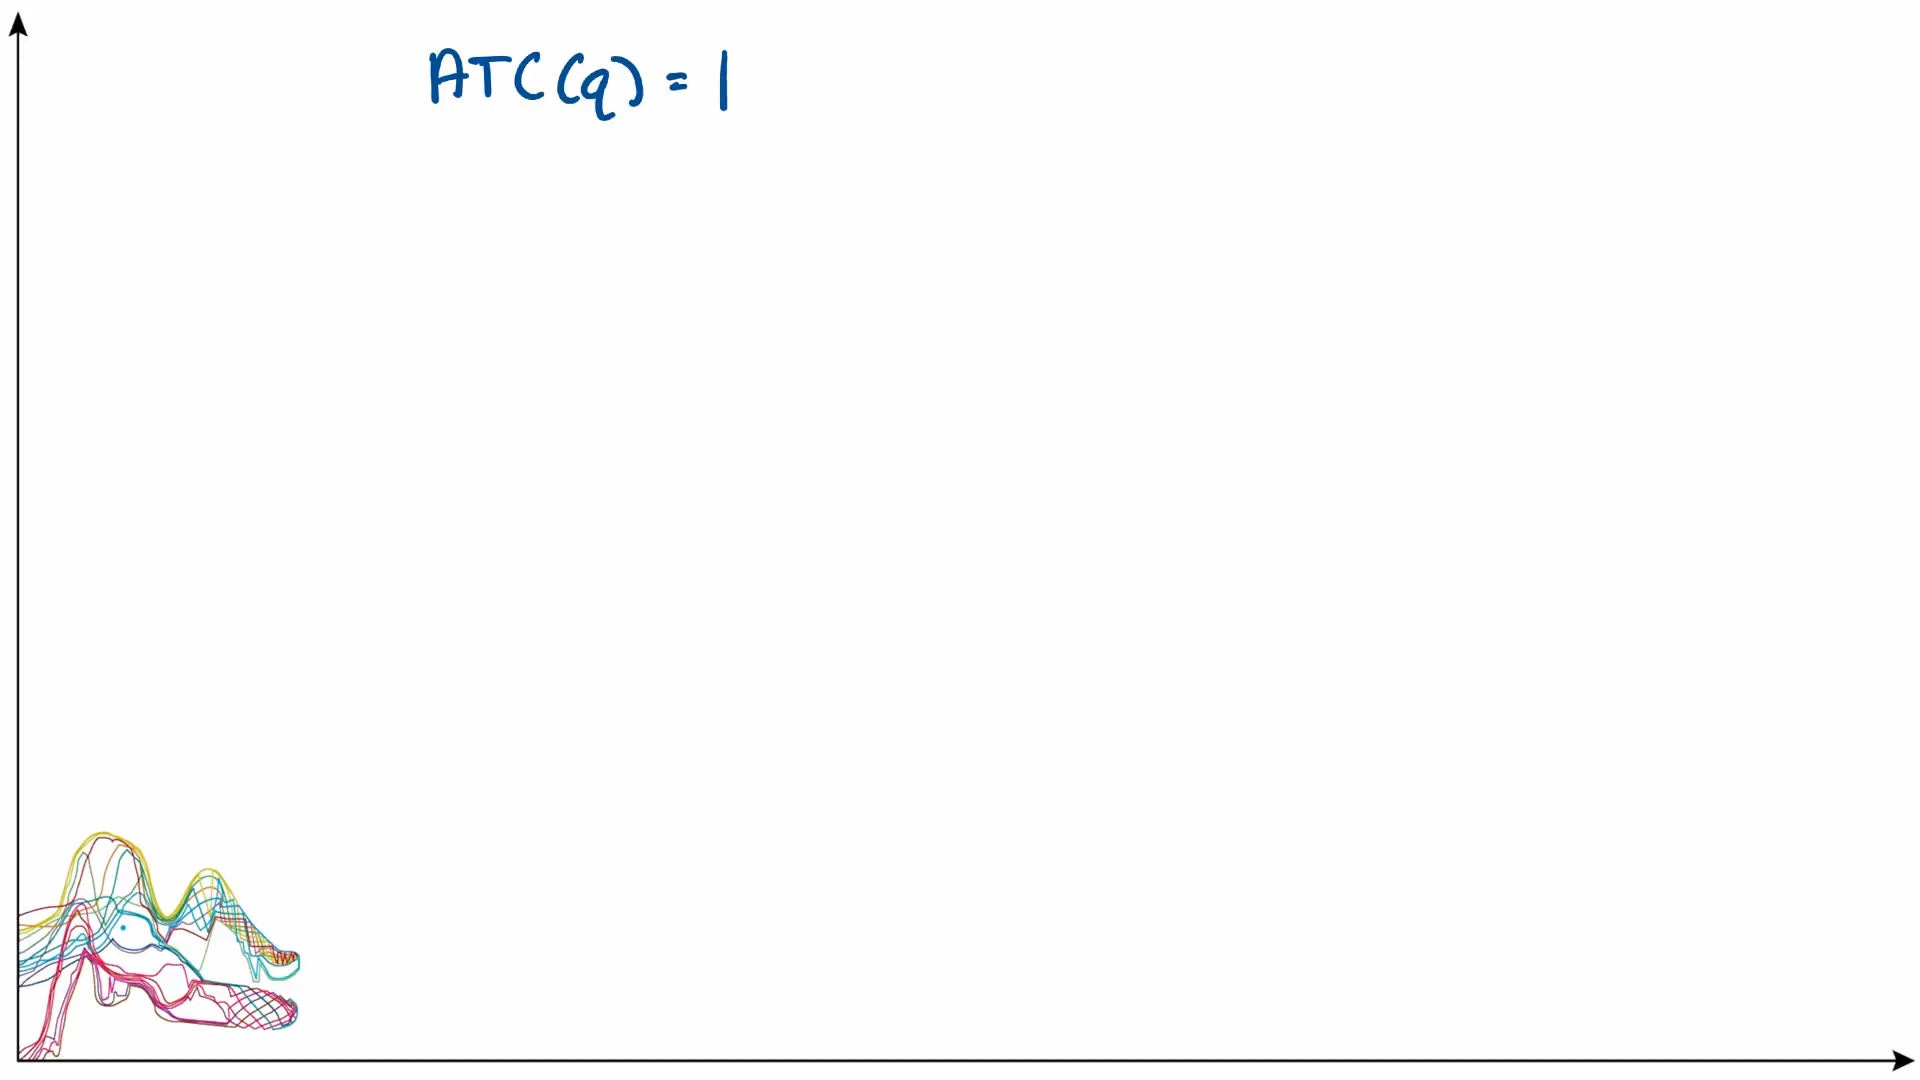 ATC(q) = 1